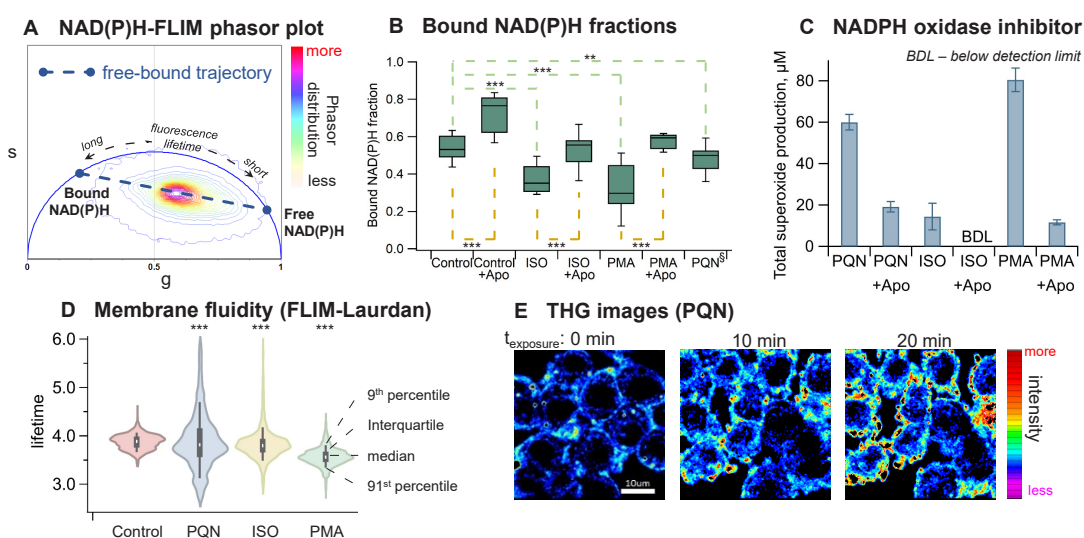 A NAD(P)H-FLIM phasor plot
free-bound trajectory
more
Phasor distribution
less
fluorescence
lifetime
long
short
Bound
NAD(P)H
Free
NAD(P)H
s
0
0.5
1
g
B Bound NAD(P)H fractions
Bound NAD(P)H fraction
1.0
0.8
0.6
0.4
0.2
0.0
**
***
***
***
***
***
Control
Control
+Apo
ISO
ISO
+Apo
PMA
PMA
+Apo
PQN§
C NADPH oxidase inhibitor
BDL – below detection limit
Total superoxide production, µM
80
60
40
20
0
BDL
PQN
PQN
+Apo
ISO
ISO
+Apo
PMA
PMA
+Apo
D Membrane fluidity (FLIM-Laurdan)
***
***
***
lifetime
6.0
5.0
4.0
3.0
9th percentile
Interquartile
median
91st percentile
Control
PQN
ISO
PMA
E THG images (PQN)
texposure: 0 min
10 min
20 min
10um
more
intensity
less